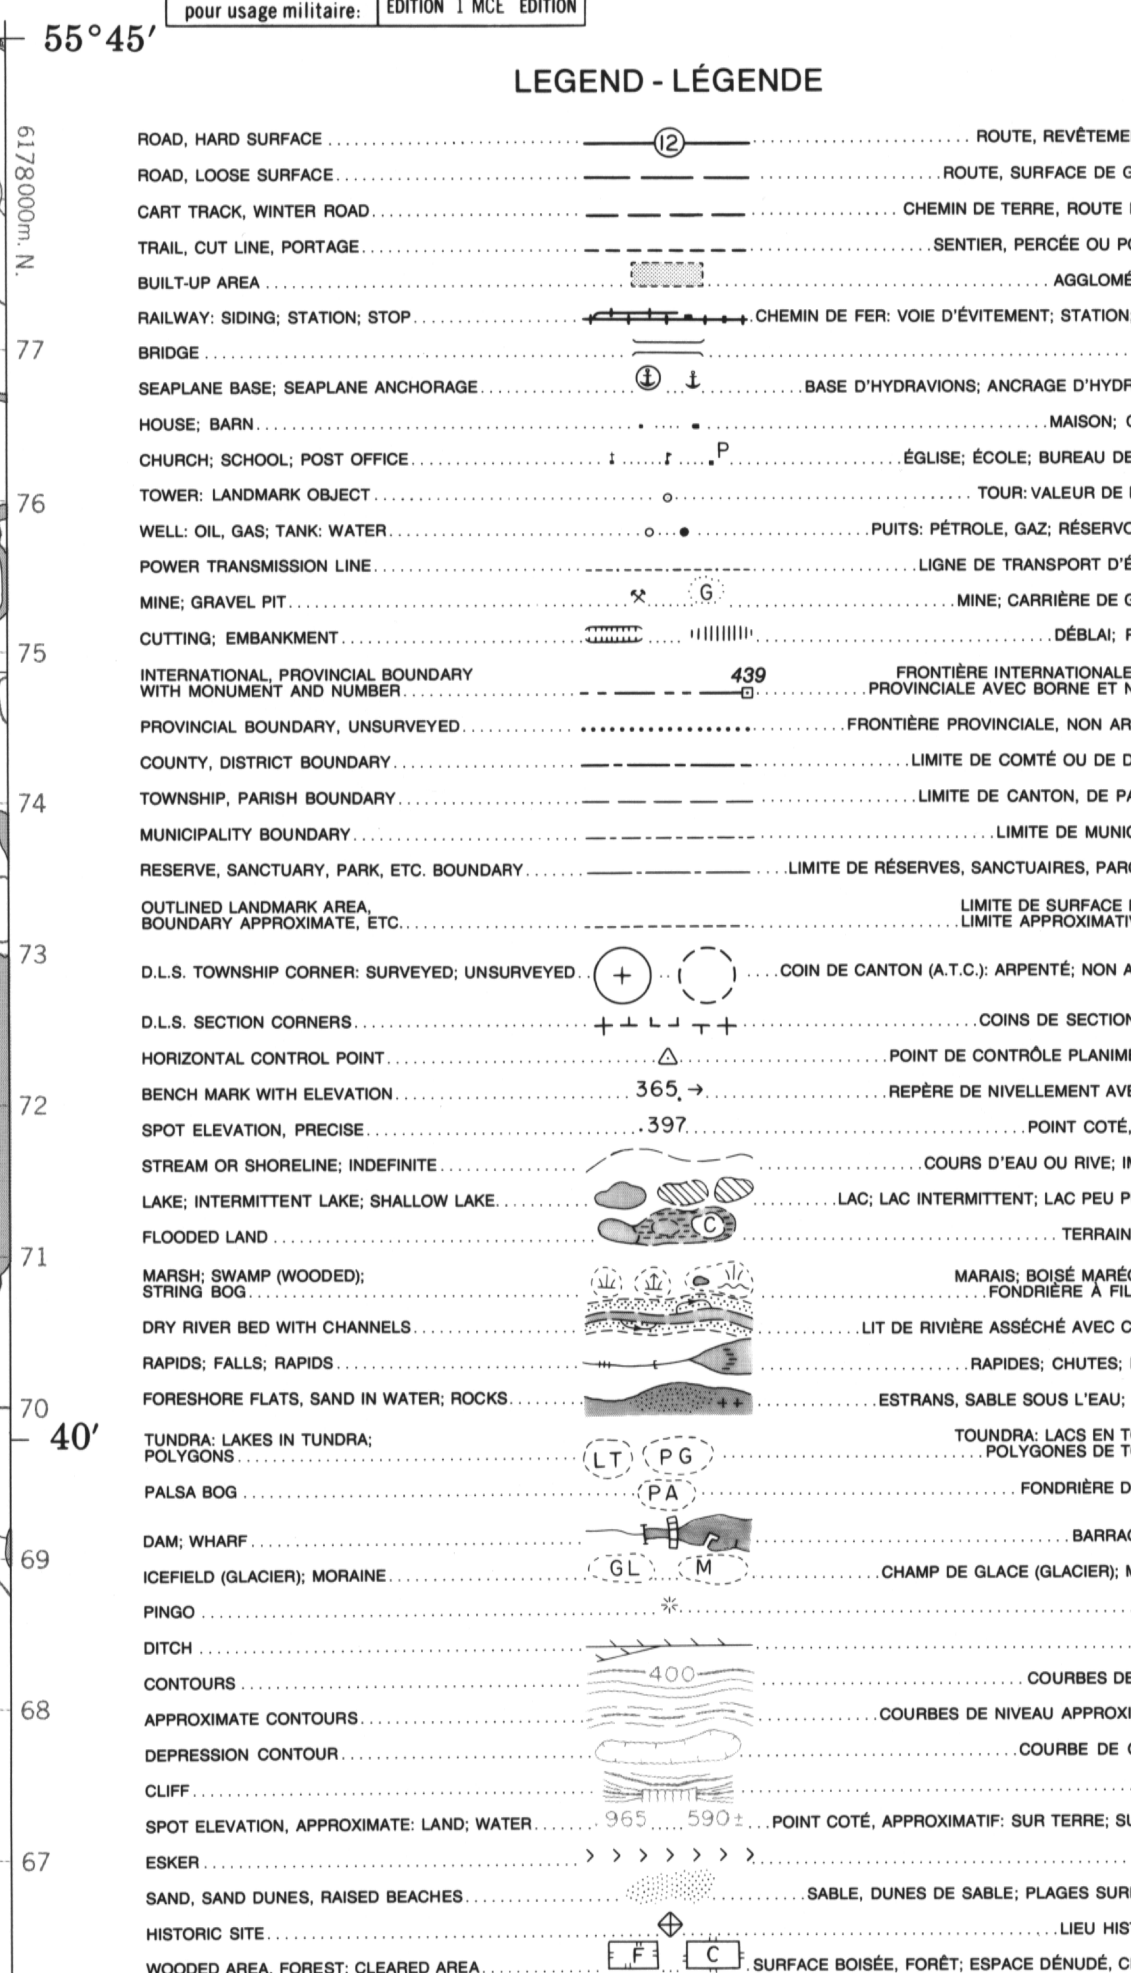 pour usage militaire: EDITION 1 MCE EDITION
55°45′
LEGEND - LÉGENDE
6178000m. N.
ROAD, HARD SURFACE 12 ROUTE, REVÊTEME
ROAD, LOOSE SURFACE ROUTE, SURFACE DE G
CART TRACK, WINTER ROAD CHEMIN DE TERRE, ROUTE
TRAIL, CUT LINE, PORTAGE SENTIER, PERCÉE OU PO
BUILT-UP AREA AGGLOMÉ
RAILWAY: SIDING; STATION; STOP CHEMIN DE FER: VOIE D'ÉVITEMENT; STATION;
77
BRIDGE
SEAPLANE BASE; SEAPLANE ANCHORAGE BASE D'HYDRAVIONS; ANCRAGE D'HYDR
HOUSE; BARN MAISON; G
CHURCH; SCHOOL; POST OFFICE P ÉGLISE; ÉCOLE; BUREAU DE
76
TOWER: LANDMARK OBJECT TOUR: VALEUR DE
WELL: OIL, GAS; TANK: WATER PUITS: PÉTROLE, GAZ; RÉSERVO
POWER TRANSMISSION LINE LIGNE DE TRANSPORT D'É
MINE; GRAVEL PIT G MINE; CARRIÈRE DE G
CUTTING; EMBANKMENT DÉBLAI; R
75
INTERNATIONAL, PROVINCIAL BOUNDARY 439 FRONTIÈRE INTERNATIONALE
WITH MONUMENT AND NUMBER PROVINCIALE AVEC BORNE ET N
PROVINCIAL BOUNDARY, UNSURVEYED FRONTIÈRE PROVINCIALE, NON AR
COUNTY, DISTRICT BOUNDARY LIMITE DE COMTÉ OU DE D
74
TOWNSHIP, PARISH BOUNDARY LIMITE DE CANTON, DE PA
MUNICIPALITY BOUNDARY LIMITE DE MUNIC
RESERVE, SANCTUARY, PARK, ETC. BOUNDARY LIMITE DE RÉSERVES, SANCTUAIRES, PARC
OUTLINED LANDMARK AREA, LIMITE DE SURFACE
BOUNDARY APPROXIMATE, ETC. LIMITE APPROXIMATIV
73
D.L.S. TOWNSHIP CORNER: SURVEYED; UNSURVEYED COIN DE CANTON (A.T.C.): ARPENTÉ; NON A
D.L.S. SECTION CORNERS COINS DE SECTION
HORIZONTAL CONTROL POINT POINT DE CONTRÔLE PLANIMÉ
BENCH MARK WITH ELEVATION 365 REPÈRE DE NIVELLEMENT AVE
72
SPOT ELEVATION, PRECISE .397 POINT COTÉ,
STREAM OR SHORELINE; INDEFINITE COURS D'EAU OU RIVE; IN
LAKE; INTERMITTENT LAKE; SHALLOW LAKE LAC; LAC INTERMITTENT; LAC PEU P
FLOODED LAND C TERRAIN
71
MARSH; SWAMP (WOODED); MARAIS; BOISÉ MARÉC
STRING BOG FONDRIÈRE À FIL
DRY RIVER BED WITH CHANNELS LIT DE RIVIÈRE ASSÉCHÉ AVEC C
RAPIDS; FALLS; RAPIDS RAPIDES; CHUTES;
FORESHORE FLATS, SAND IN WATER; ROCKS ESTRANS, SABLE SOUS L'EAU;
70
40′
TUNDRA: LAKES IN TUNDRA; TOUNDRA: LACS EN TO
POLYGONS LT PG POLYGONES DE TO
PALSA BOG PA FONDRIÈRE D
DAM; WHARF BARRAG
69
ICEFIELD (GLACIER); MORAINE GL M CHAMP DE GLACE (GLACIER); M
PINGO
DITCH
CONTOURS 400 COURBES DE
68
APPROXIMATE CONTOURS COURBES DE NIVEAU APPROXI
DEPRESSION CONTOUR COURBE DE C
CLIFF
SPOT ELEVATION, APPROXIMATE: LAND; WATER .965 590± POINT COTÉ, APPROXIMATIF: SUR TERRE; SU
67
ESKER
SAND, SAND DUNES, RAISED BEACHES SABLE, DUNES DE SABLE; PLAGES SURÉ
HISTORIC SITE LIEU HIS
WOODED AREA, FOREST; CLEARED AREA F C SURFACE BOISÉE, FORÊT; ESPACE DÉNUDÉ, C